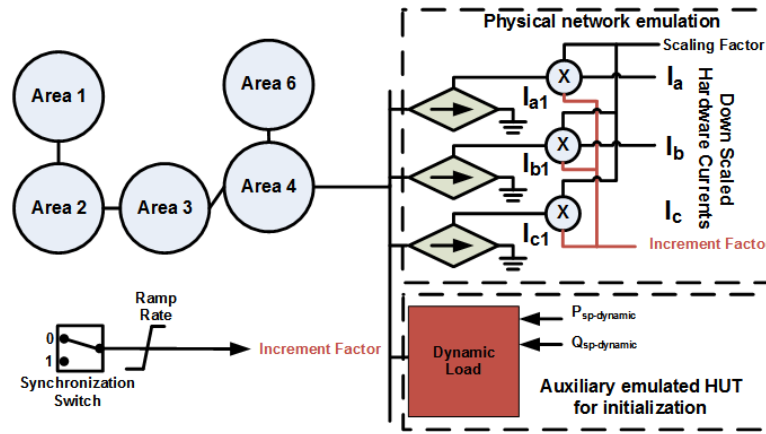 Physical network emulation
Area 1
Area 6
Area 2
Area 3
Area 4
Scaling Factor
X
Ia1
Ia
X
Ib1
Ib
X
Ic1
Ic
Down Scaled
Hardware Currents
Increment Facto
Ramp
Rate
0
1
Increment Factor
Synchronization
Switch
Dynamic
Load
Psp-dynamic
Qsp-dynamic
Auxiliary emulated HUT
for initialization